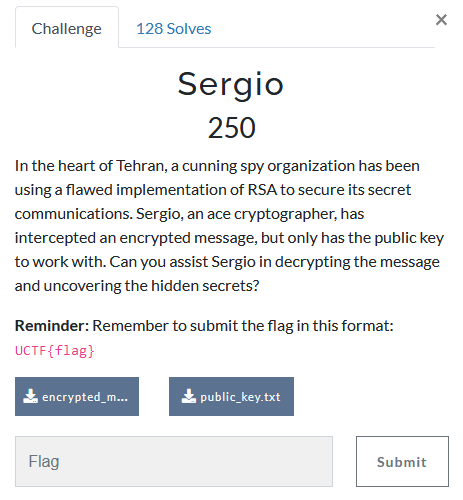 Challenge
128 Solves
×
Sergio
250
In the heart of Tehran, a cunning spy organization has been
using a flawed implementation of RSA to secure its secret
communications. Sergio, an ace cryptographer, has
intercepted an encrypted message, but only has the public key
to work with. Can you assist Sergio in decrypting the message
and uncovering the hidden secrets?
Reminder: Remember to submit the flag in this format:
UCTF{flag}
encrypted_m...
public_key.txt
Flag
Submit